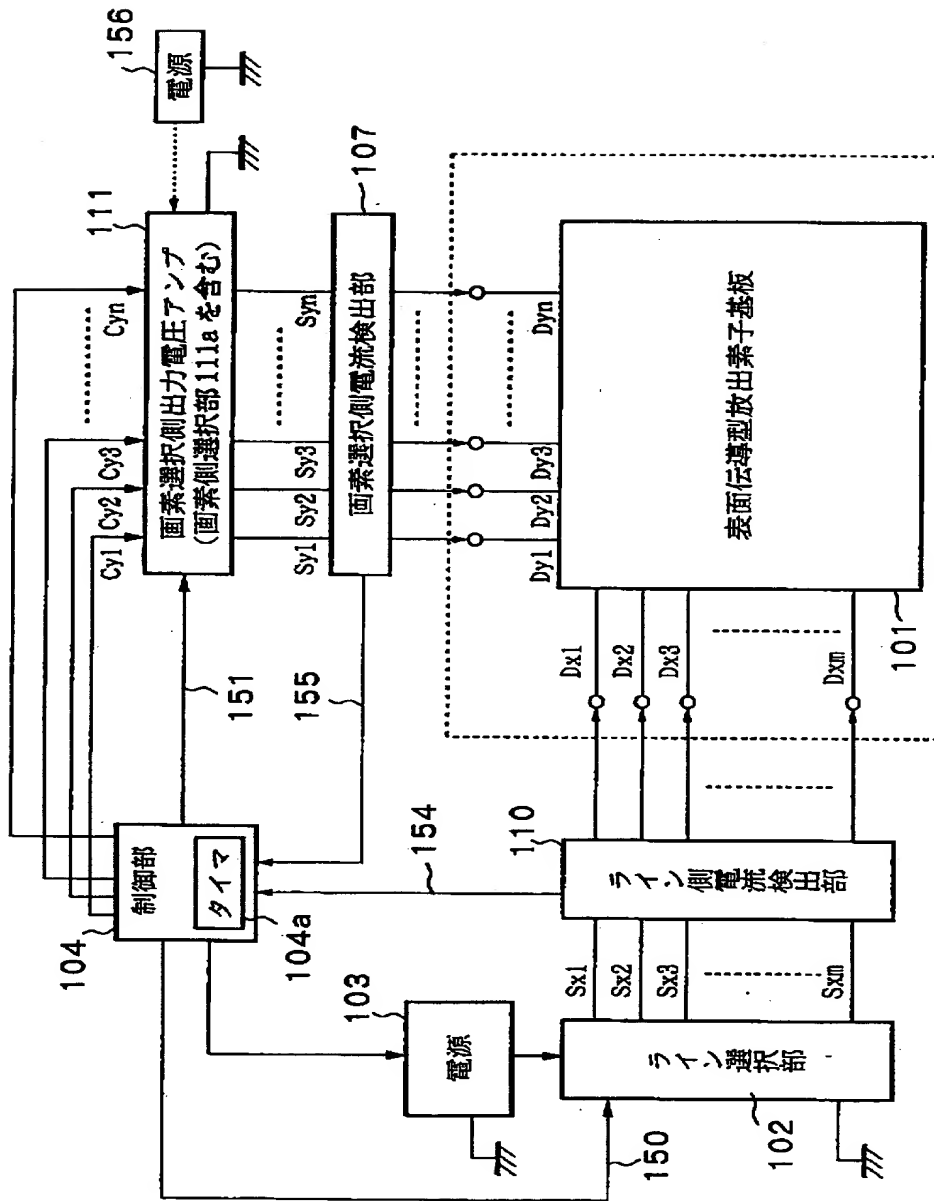 156
電源
111
画素選択側出力電圧アンプ
(画素側選択部111aを含む)
Cy1
Cy2
Cy3
Cyn
107
画素選択側電流検出部
Sy1
Sy2
Sy3
Syn
Dy1
Dy2
Dy3
Dyn
表面伝導型放出素子基板
101
151
155
104
制御部
タイマ
104a
154
110
ライン側電流検出部
Dx1
Dx2
Dx3
Dxm
Sx1
Sx2
Sx3
Sxm
103
電源
ライン選択部
102
150